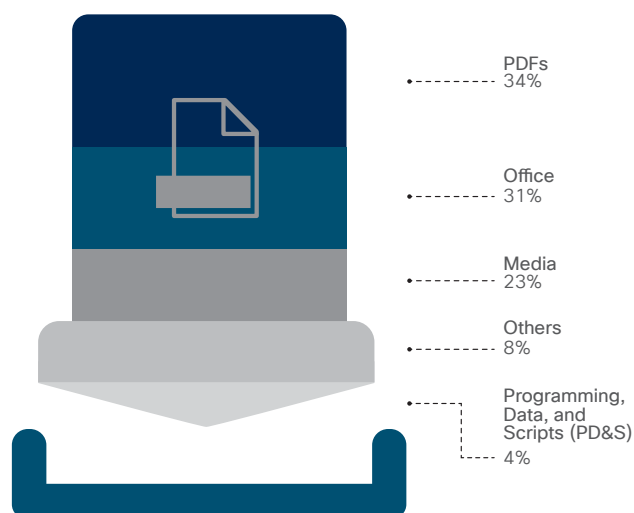 PDFs
34%
Office
31%
Media
23%
Others
8%
Programming,
Data, and
Scripts (PD&S)
4%